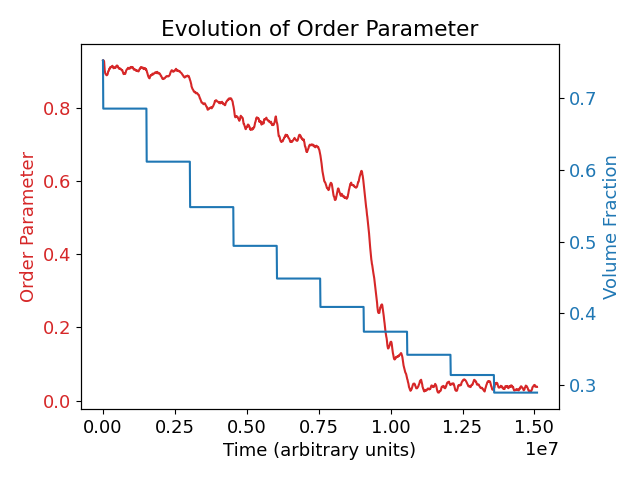 Evolution of Order Parameter
Order Parameter
0.8
0.6
0.4
0.2
0.0
0.7
0.6
0.5
0.4
0.3
Volume Fraction
0.00 0.25 0.50 0.75 1.00 1.25 1.50
1e7
Time (arbitrary units)